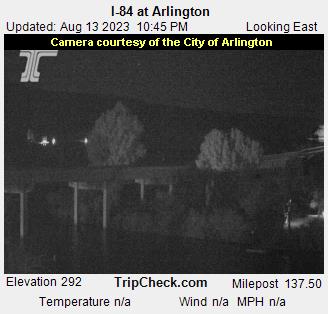 I-84 at Arlington
Updated: Aug 13 2023 10:45 PM Looking East
Camera courtesy of the City of Arlington
Elevation 292 TripCheck.com Milepost 137.50
Temperature n/a Wind n/a MPH n/a